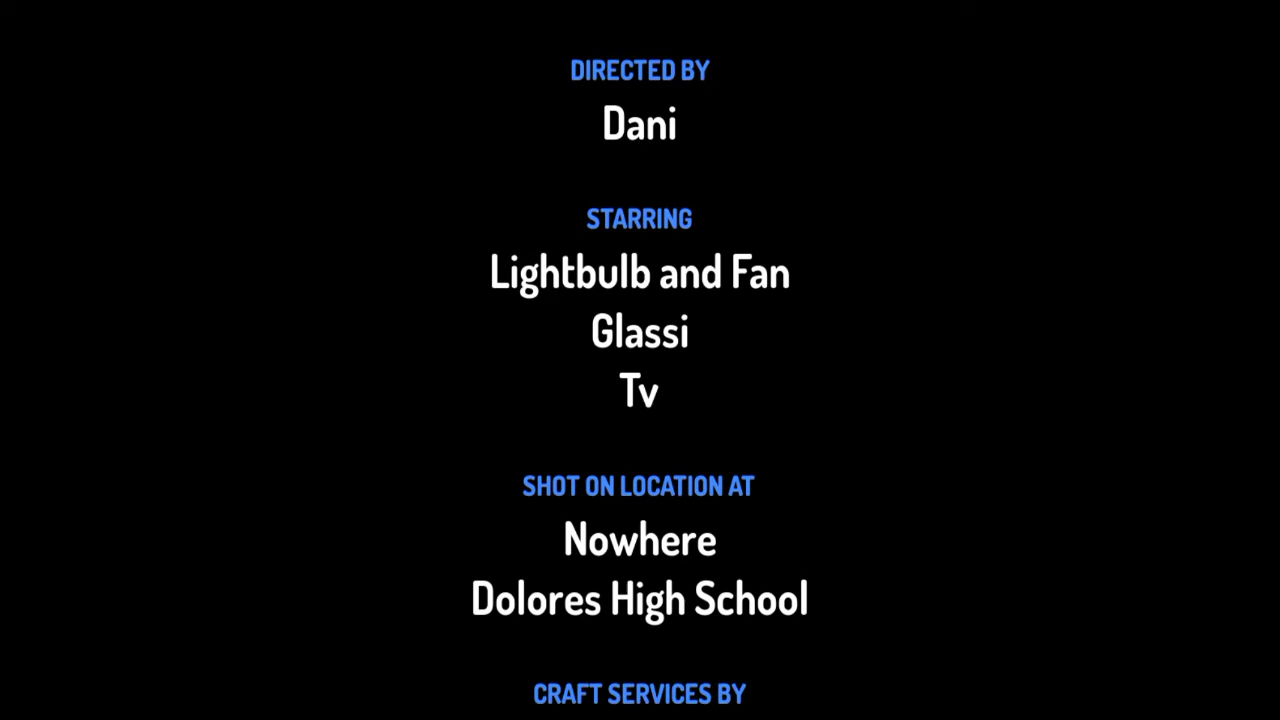 DIRECTED BY
Dani
STARRING
Lightbulb and Fan
Glassi
Tv
SHOT ON LOCATION AT
Nowhere
Dolores High School
CRAFT SERVICES BY